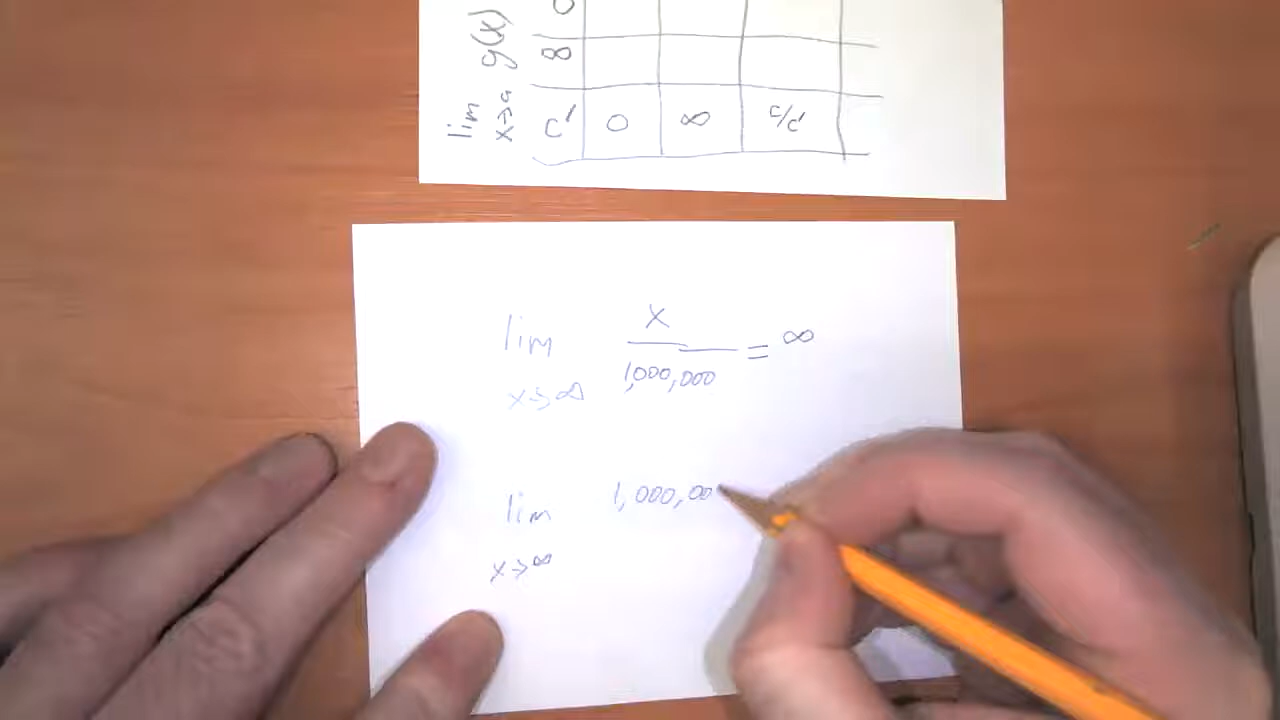 lim x→a g(x)
0
∞
c' 0 ∞ c/c'
lim x→∞ x/1,000,000 = ∞
lim x→∞ 1,000,00